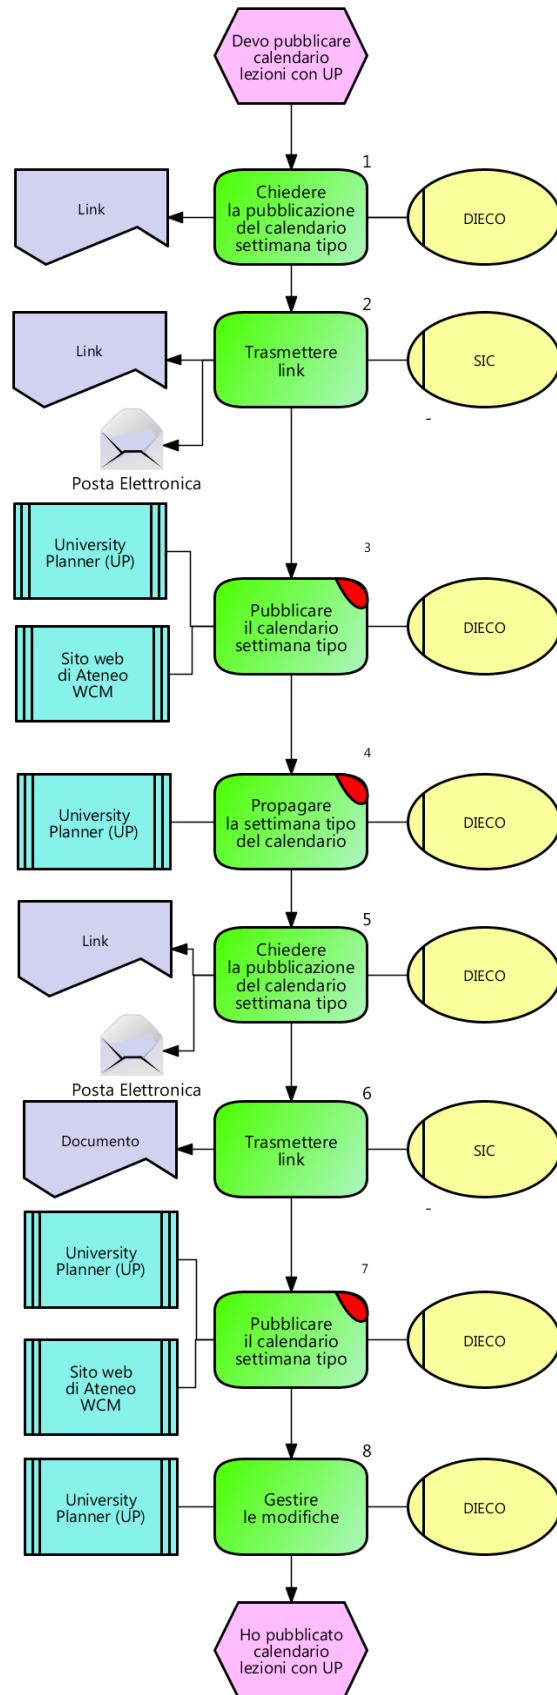 Devo pubblicare
calendario
lezioni con UP
1
Link
Chiedere
la pubblicazione
del calendario
settimana tipo
DIECO
2
Link
Trasmettere
link
SIC
-
Posta Elettronica
3
University
Planner (UP)
Pubblicare
il calendario
settimana tipo
DIECO
Sito web
di Ateneo
WCM
4
University
Planner (UP)
Propagare
la settimana tipo
del calendario
DIECO
5
Link
Chiedere
la pubblicazione
del calendario
settimana tipo
DIECO
Posta Elettronica
6
Documento
Trasmettere
link
SIC
-
7
University
Planner (UP)
Pubblicare
il calendario
settimana tipo
DIECO
Sito web
di Ateneo
WCM
8
University
Planner (UP)
Gestire
le modifiche
DIECO
Ho pubblicato
calendario
lezioni con UP